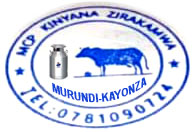 MCP KINYANA ZIRAKAMWA
MURUNDI-KAYONZA
TEL:0781090724